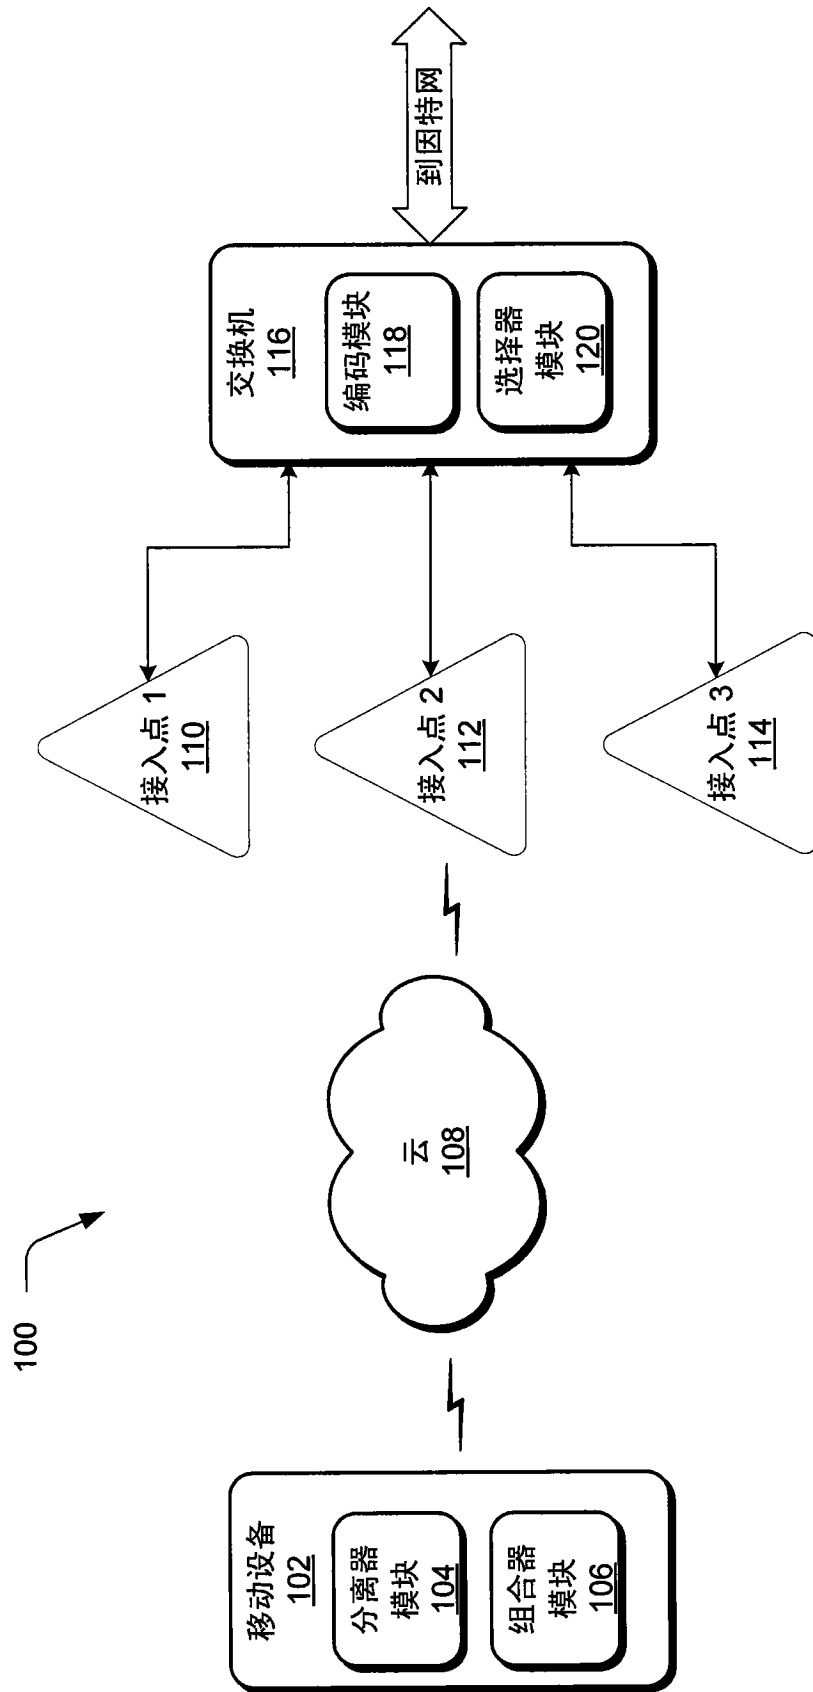 100
移动设备
102
分离器
模块
104
组合器
模块
106
云
108
接入点 1
110
接入点 2
112
接入点 3
114
交换机
116
编码模块
118
选择器
模块
120
到因特网